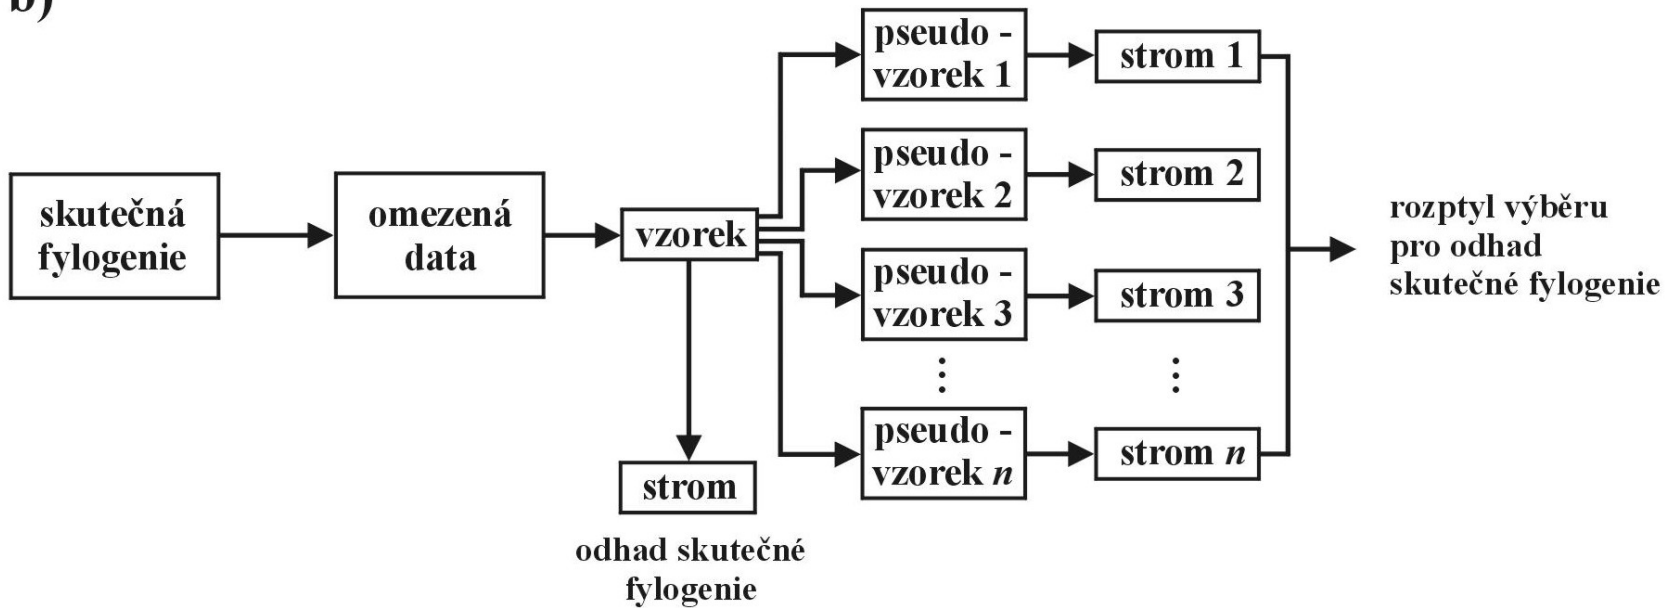 b)
skutečná
fylogenie
omezená
data
vzorek
strom
odhad skutečné
fylogenie
pseudo -
vzorek 1
strom 1
pseudo -
vzorek 2
strom 2
pseudo -
vzorek 3
strom 3
pseudo -
vzorek n
strom n
rozptyl výběru
pro odhad
skutečné fylogenie